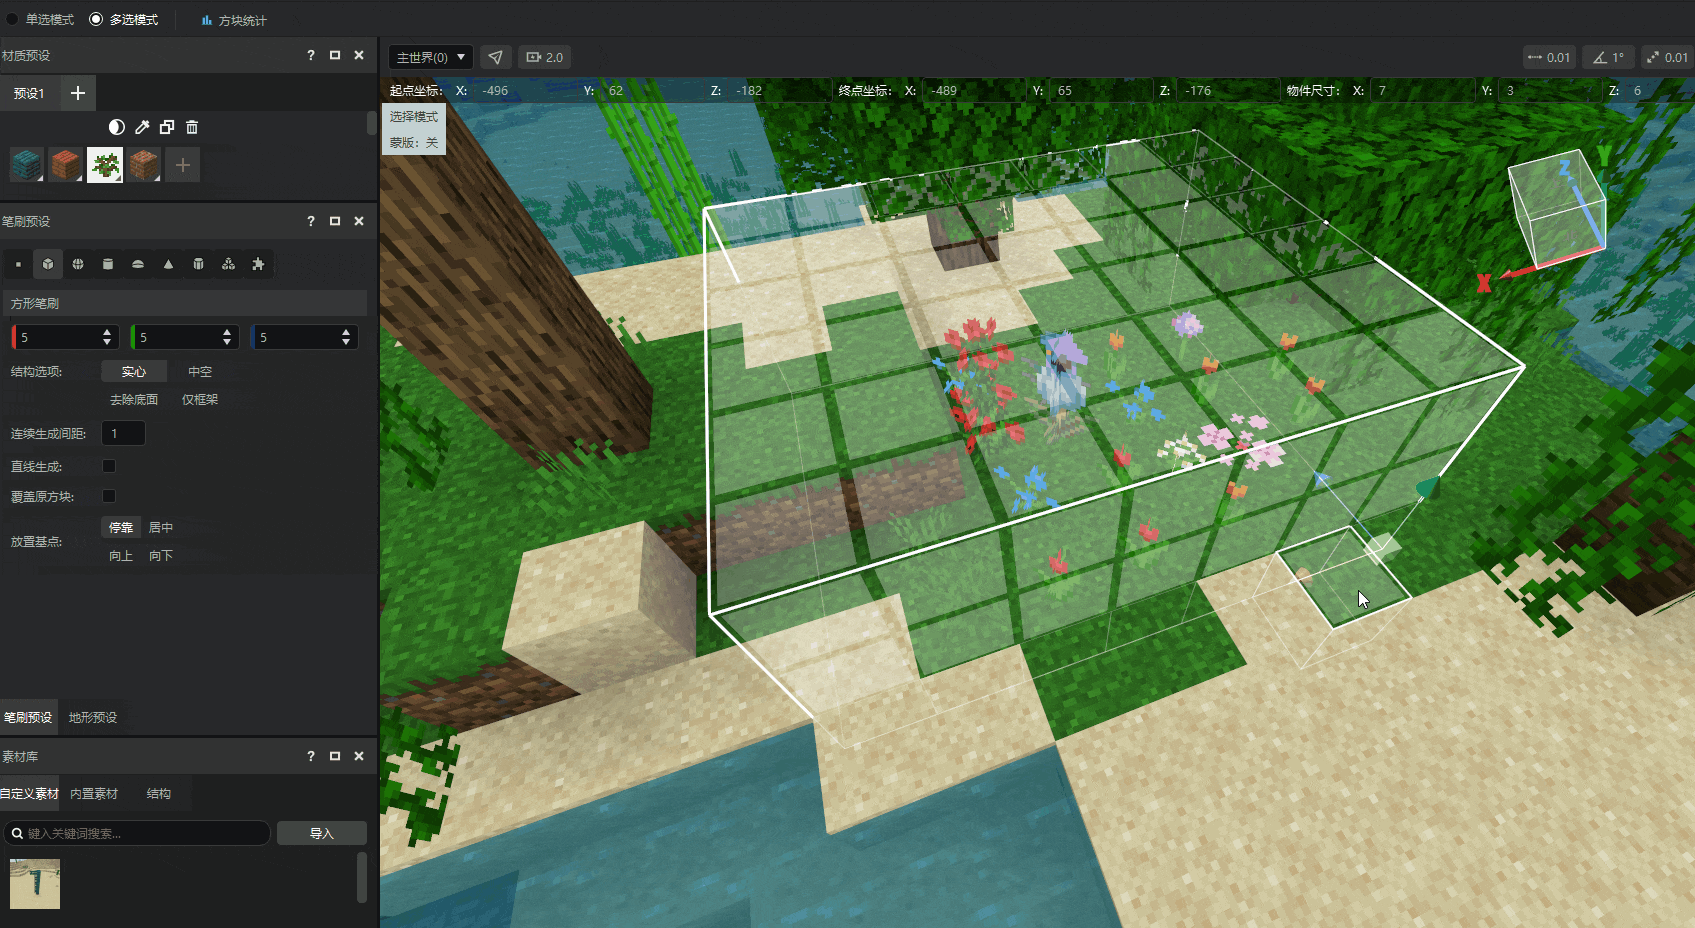 单选模式 多选模式 方块统计
材质预设 ?
预设1
笔刷预设 ?
方形笔刷
5 5 5
结构选项: 实心 中空
去除底面 仅框架
连续生成间距: 1
直线生成:
覆盖原方块:
放置基点: 停靠 居中
向上 向下
笔刷预设 地形预设
素材库 ?
自定义素材 内置素材 结构
键入关键词搜索... 导入
主世界(0) 2.0 0.01 1° 0.01
起点坐标: X: -496 Y: 62 Z: -182 终点坐标: X: -489 Y: 65 Z: -176 物件尺寸: X: 7 Y: 3 Z: 6
选择模式
蒙版: 关
Y
Z
X